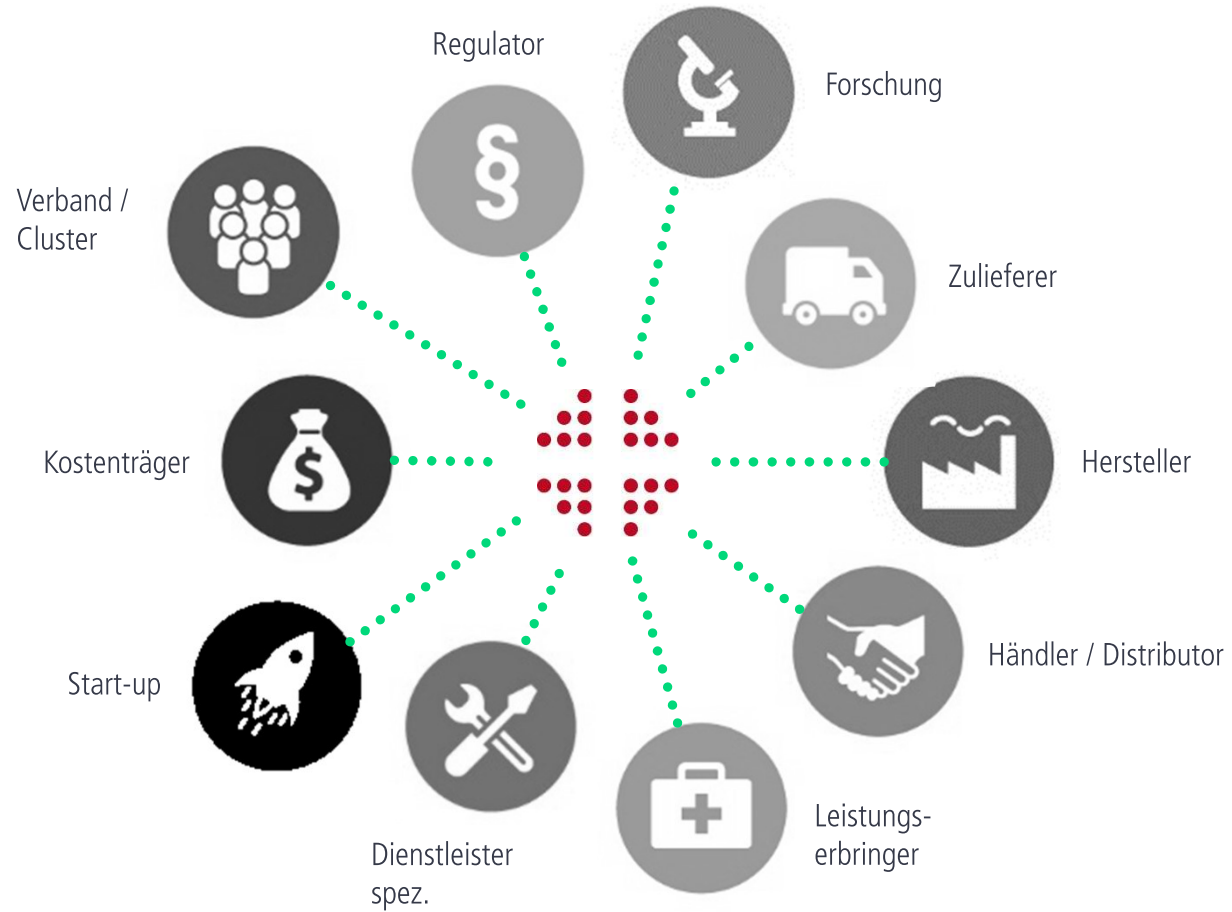 Regulator
Forschung
Verband /
Cluster
Zulieferer
Kostenträger
$
Hersteller
Start-up
Händler / Distributor
Leistungs-
erbringer
Dienstleister
spez.
§